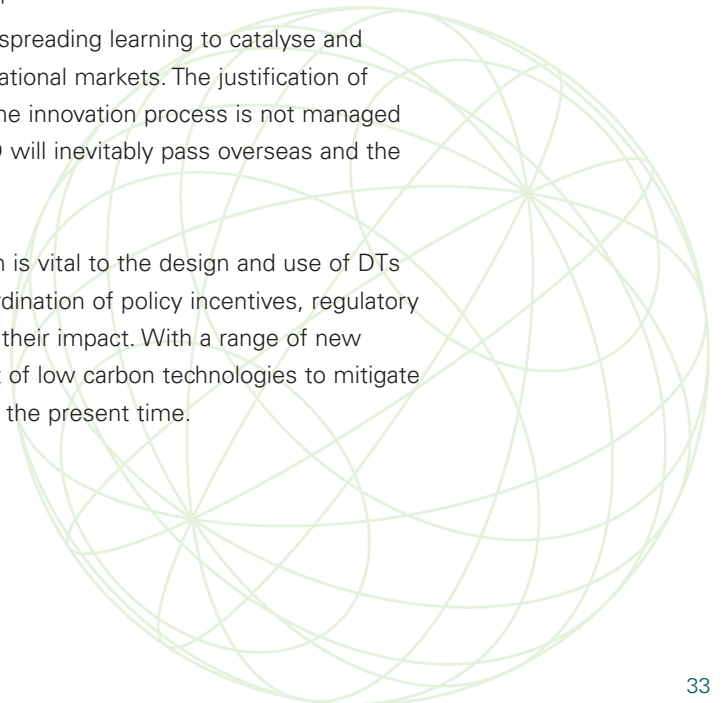 spreading learning to catalyse and
ational markets. The justification of
ne innovation process is not managed
will inevitably pass overseas and the
n is vital to the design and use of DTs
rdination of policy incentives, regulatory
their impact. With a range of new
t of low carbon technologies to mitigate
the present time.
33